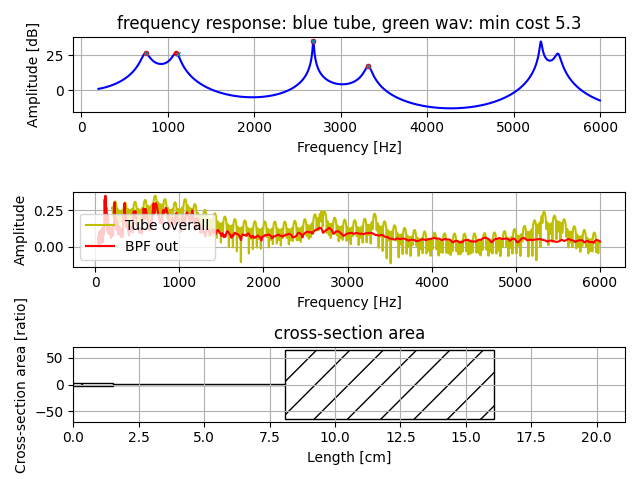 frequency response: blue tube, green wav: min cost 5.3
Amplitude [dB]
25
0
0 1000 2000 3000 4000 5000 6000
Frequency [Hz]
Amplitude
0.25
0.00
Tube overall
BPF out
0 1000 2000 3000 4000 5000 6000
Frequency [Hz]
cross-section area
Cross-section area [ratio]
50
0
−50
0.0 2.5 5.0 7.5 10.0 12.5 15.0 17.5 20.0
Length [cm]